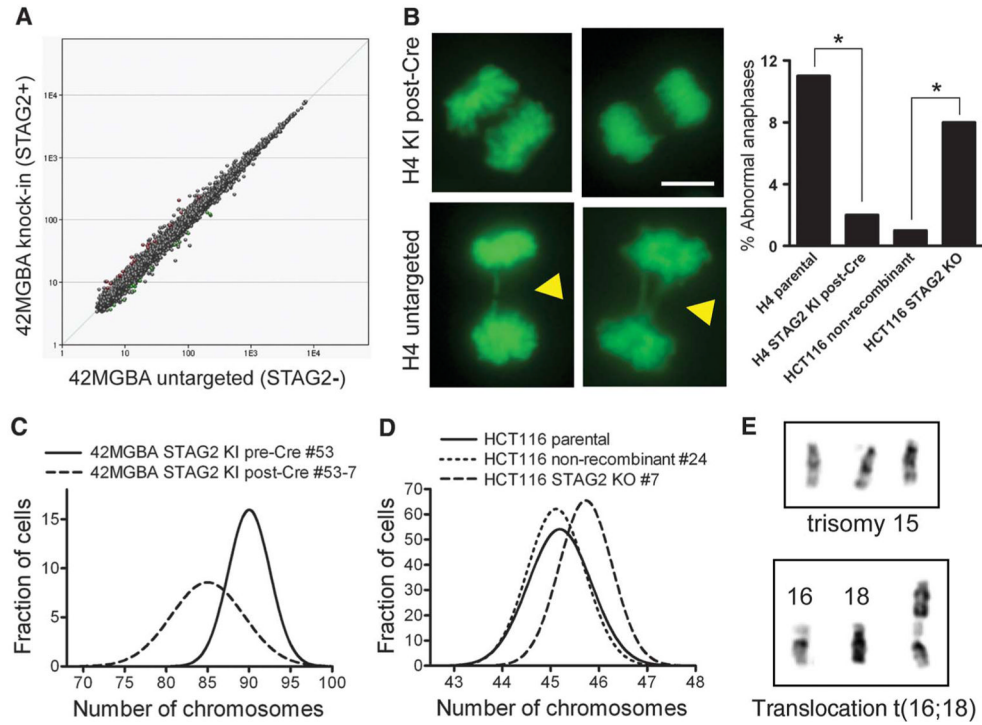 A
42MGBA knock-in (STAG2+)
1E4
1E3
100
10
1
1
10
100
1E3
1E4
42MGBA untargeted (STAG2-)
B
H4 KI post-Cre
H4 untargeted
% Abnormal anaphases
12
8
4
0
*
*
H4 parental
H4 STAG2 KI post-Cre
HCT116 non-recombinant
HCT116 STAG2 KO
C
42MGBA STAG2 KI pre-Cre #53
42MGBA STAG2 KI post-Cre #53-7
Fraction of cells
15
10
5
0
70
75
80
85
90
95
100
Number of chromosomes
D
HCT116 parental
HCT116 non-recombinant #24
HCT116 STAG2 KO #7
Fraction of cells
70
60
50
40
30
20
10
0
43
44
45
46
47
48
Number of chromosomes
E
trisomy 15
16
18
Translocation t(16;18)